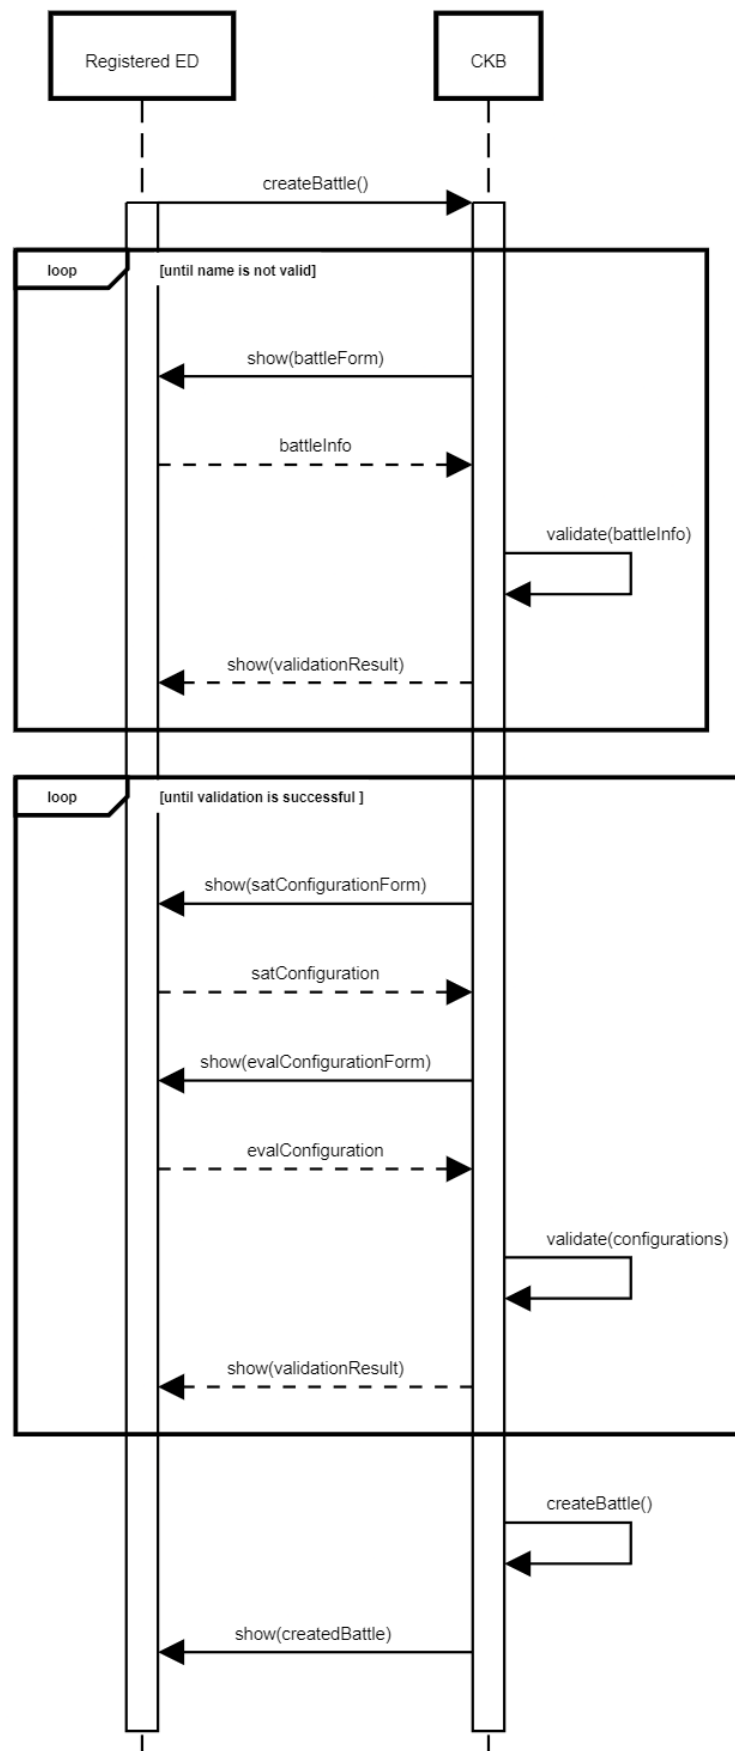 Registered ED
CKB
createBattle()
loop
[until name is not valid]
show(battleForm)
battleInfo
validate(battleInfo)
show(validationResult)
loop
[until validation is successful ]
show(satConfigurationForm)
satConfiguration
show(evalConfigurationForm)
evalConfiguration
validate(configurations)
show(validationResult)
createBattle()
show(createdBattle)